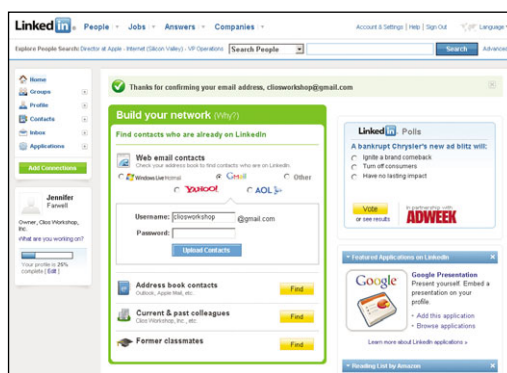 Linked in
People Jobs Answers Companies
Account & Settings | Help | Sign Out Language
Explore People Search: Director at Apple - Internet (Silicon Valley) - VP Operations
Search People
Search
Advanced
Home
Groups
Profile
Contacts
Inbox
Applications
Add Connections
Jennifer
Farwell
Owner, Clios Workshop,
Inc.
What are you working on?
Your profile is 25%
complete [Edit]
Thanks for confirming your email address, cliosworkshop@gmail.com
Build your network (Why?)
Find contacts who are already on LinkedIn
Web email contacts
Check your address book to find contacts who are on LinkedIn.
Windows Live Hotmail
GMail
Other
YAHOO!
AOL
Username: cliosworkshop @gmail.com
Password:
Upload Contacts
Address book contacts
Outlook, Apple Mail, etc.
Find
Current & past colleagues
Clios Workshop, Inc., etc.
Find
Former classmates
Find
Linked in Polls
A bankrupt Chrysler's new ad blitz will:
Ignite a brand comeback
Turn off consumers
Have no lasting impact
Vote
or see results
in partnership with
ADWEEK
Featured Applications on LinkedIn
Google
Google Presentation
Present yourself. Embed a
presentation on your
profile.
Add this application
Browse applications
Learn more about LinkedIn applications »
Reading List by Amazon